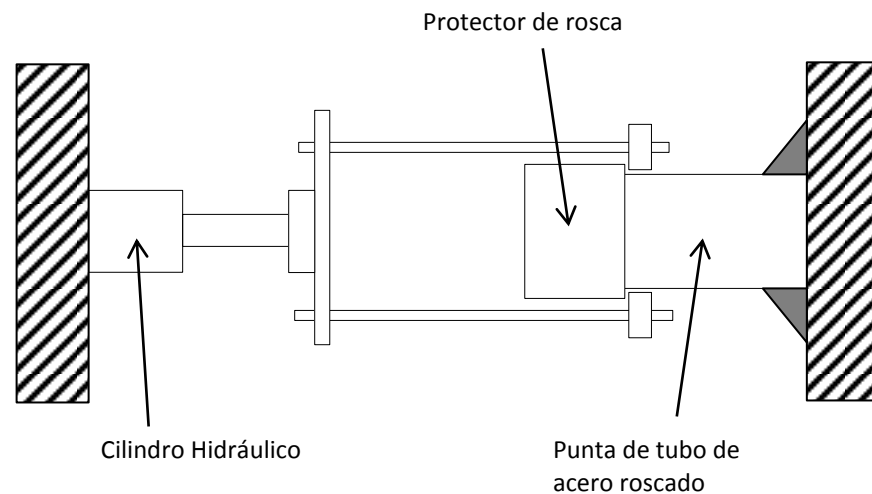 Protector de rosca
Cilindro Hidráulico
Punta de tubo de
acero roscado